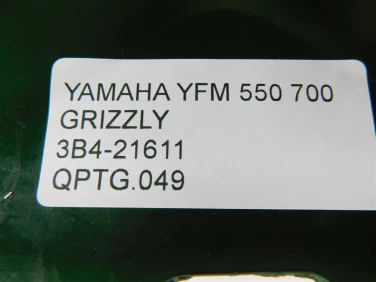 YAMAHA YFM 550 700
GRIZZLY
3B4-21611
QPTG.049